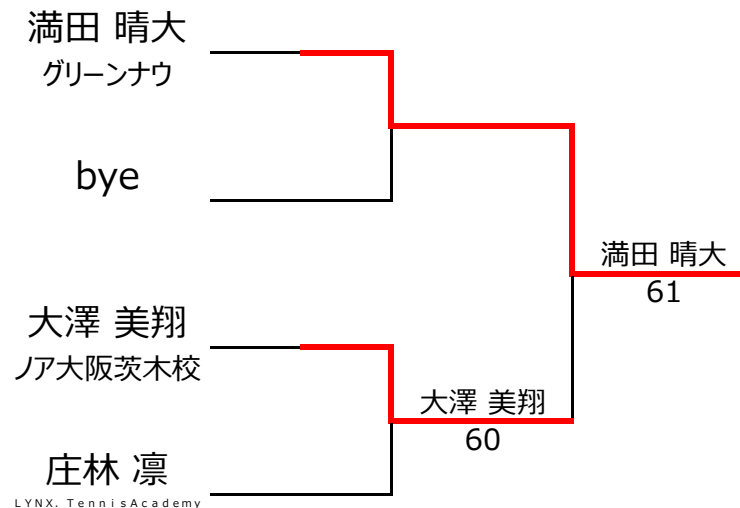 満田 晴大
グリーンナウ
bye
満田 晴大
61
大澤 美翔
ノア大阪茨木校
大澤 美翔
60
庄林 凛
LYNX. TennisAcademy